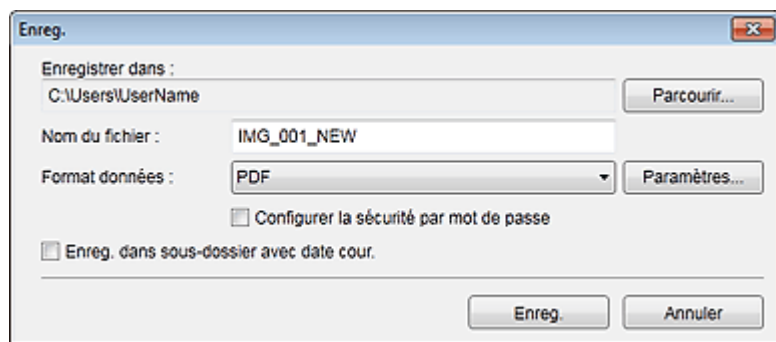 Enreg.
Enregistrer dans :
C:\Users\UserName
Parcourir...
Nom du fichier :
IMG_001_NEW
Format données :
PDF
Paramètres...
Configurer la sécurité par mot de passe
Enreg. dans sous-dossier avec date cour.
Enreg.
Annuler